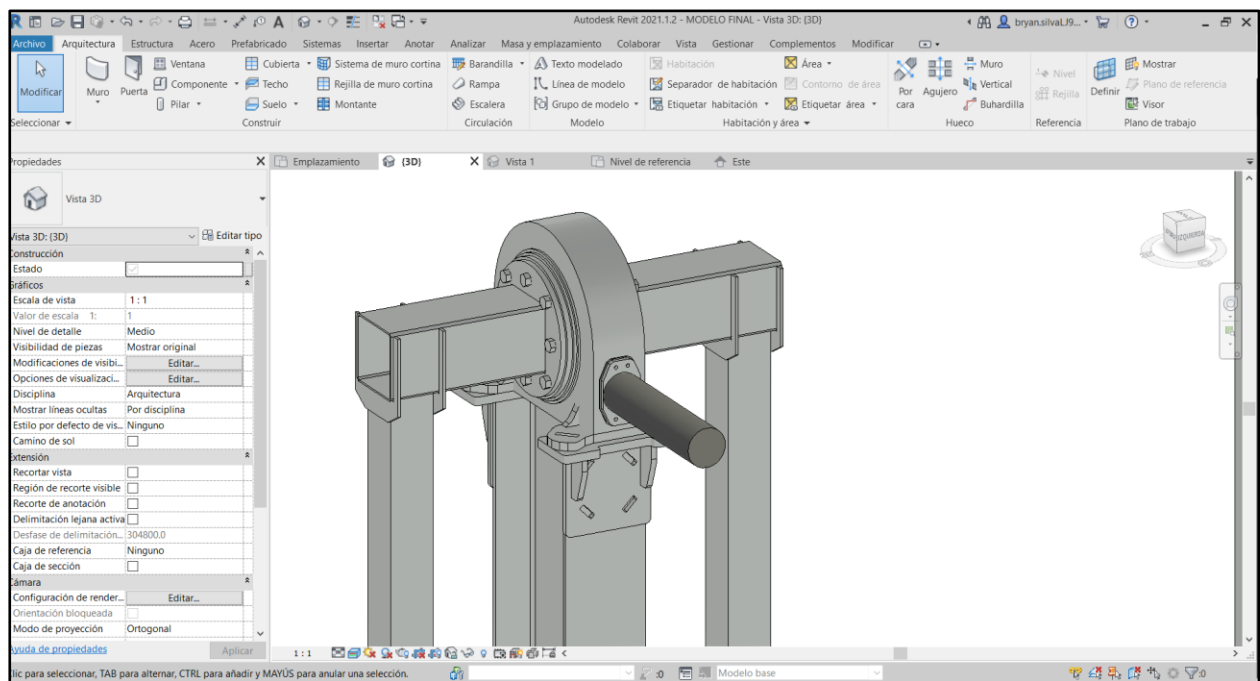 Autodesk Revit 2021.1.2 - MODELO FINAL - Vista 3D: {3D}
bryan.silvaLJ9...
Archivo Arquitectura Estructura Acero Prefabricado Sistemas Insertar Anotar Analizar Masa y emplazamiento Colaborar Vista Gestionar Complementos Modificar
Modificar
Muro
Puerta
Ventana
Componente
Pilar
Cubierta
Techo
Suelo
Sistema de muro cortina
Rejilla de muro cortina
Montante
Barandilla
Rampa
Escalera
Texto modelado
Línea de modelo
Grupo de modelo
Habitación
Separador de habitación
Etiquetar habitación
Área
Contorno de área
Etiquetar área
Por cara
Agujero
Muro
Vertical
Buhardilla
Nivel
Rejilla
Definir
Mostrar
Plano de referencia
Visor
Seleccionar Construir Circulación Modelo Habitación y área Hueco Referencia Plano de trabajo
Propiedades X
Emplazamiento {3D} X Vista 1 Nivel de referencia Este
Vista 3D
Vista 3D: {3D} Editar tipo
Construcción
Estado
Gráficos
Escala de vista 1 : 1
Valor de escala 1: 1
Nivel de detalle Medio
Visibilidad de piezas Mostrar original
Modificaciones de visibi... Editar...
Opciones de visualizaci... Editar...
Disciplina Arquitectura
Mostrar líneas ocultas Por disciplina
Estilo por defecto de vis... Ninguno
Camino de sol
Extensión
Recortar vista
Región de recorte visible
Recorte de anotación
Delimitación lejana activa
Desfase de delimitación... 304800.0
Caja de referencia Ninguno
Caja de sección
Cámara
Configuración de render... Editar...
Orientación bloqueada
Modo de proyección Ortogonal
Ayuda de propiedades Aplicar
IZQUIERDA
1 : 1
lic para seleccionar, TAB para alternar, CTRL para añadir y MAYÚS para anular una selección.
:0 Modelo base :0